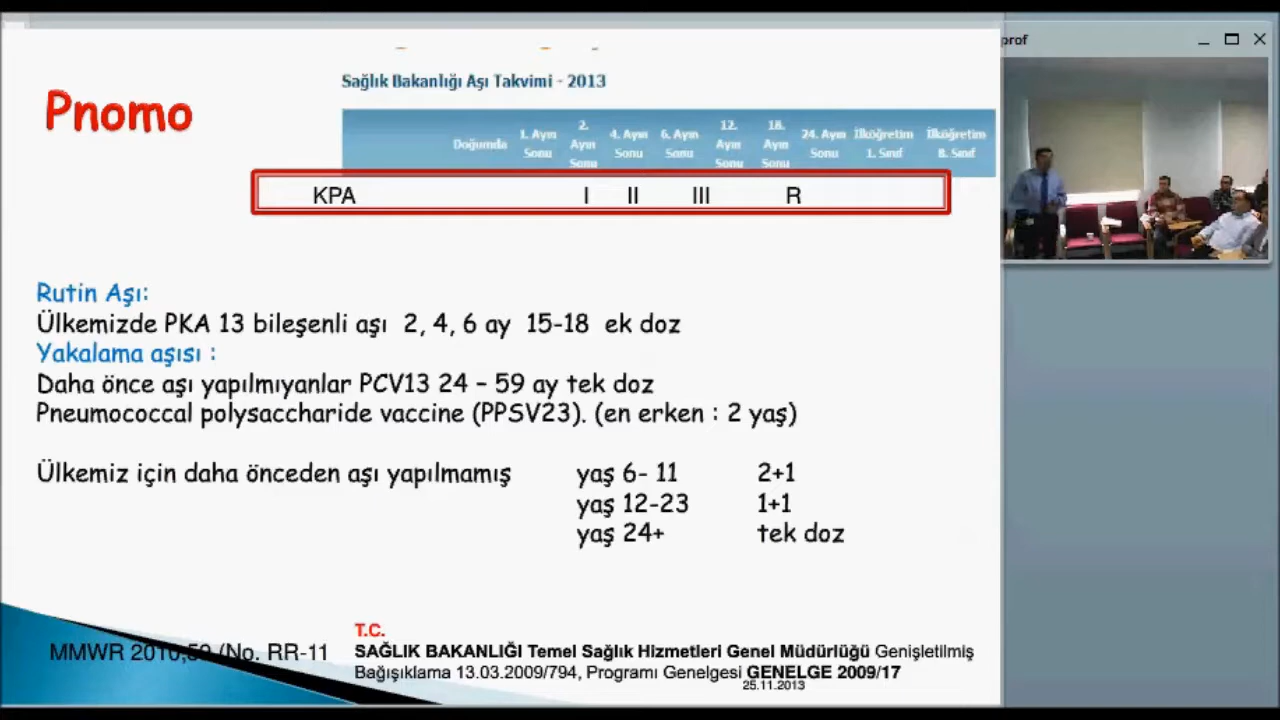 prof
Sağlık Bakanlığı Aşı Takvimi - 2013
Pnomo
Doğumda 1. Ayın Sonu 2. Ayın Sonu 4. Ayın Sonu 6. Ayın Sonu 12. Ayın Sonu 18. Ayın Sonu 24. Ayın Sonu İlköğretim 1. Sınıf İlköğretim 8. Sınıf
KPA I II III R
Rutin Aşı:
Ülkemizde PKA 13 bileşenli aşı 2, 4, 6 ay 15-18 ek doz
Yakalama aşısı :
Daha önce aşı yapılmıyanlar PCV13 24 – 59 ay tek doz
Pneumococcal polysaccharide vaccine (PPSV23). (en erken : 2 yaş)
Ülkemiz için daha önceden aşı yapılmamış yaş 6- 11 2+1
yaş 12-23 1+1
yaş 24+ tek doz
T.C.
MMWR 2010;59 (No. RR-11 SAĞLIK BAKANLIĞI Temel Sağlık Hizmetleri Genel Müdürlüğü Genişletilmiş
Bağışıklama 13.03.2009/794, Programı Genelgesi GENELGE 2009/17
25.11.2013